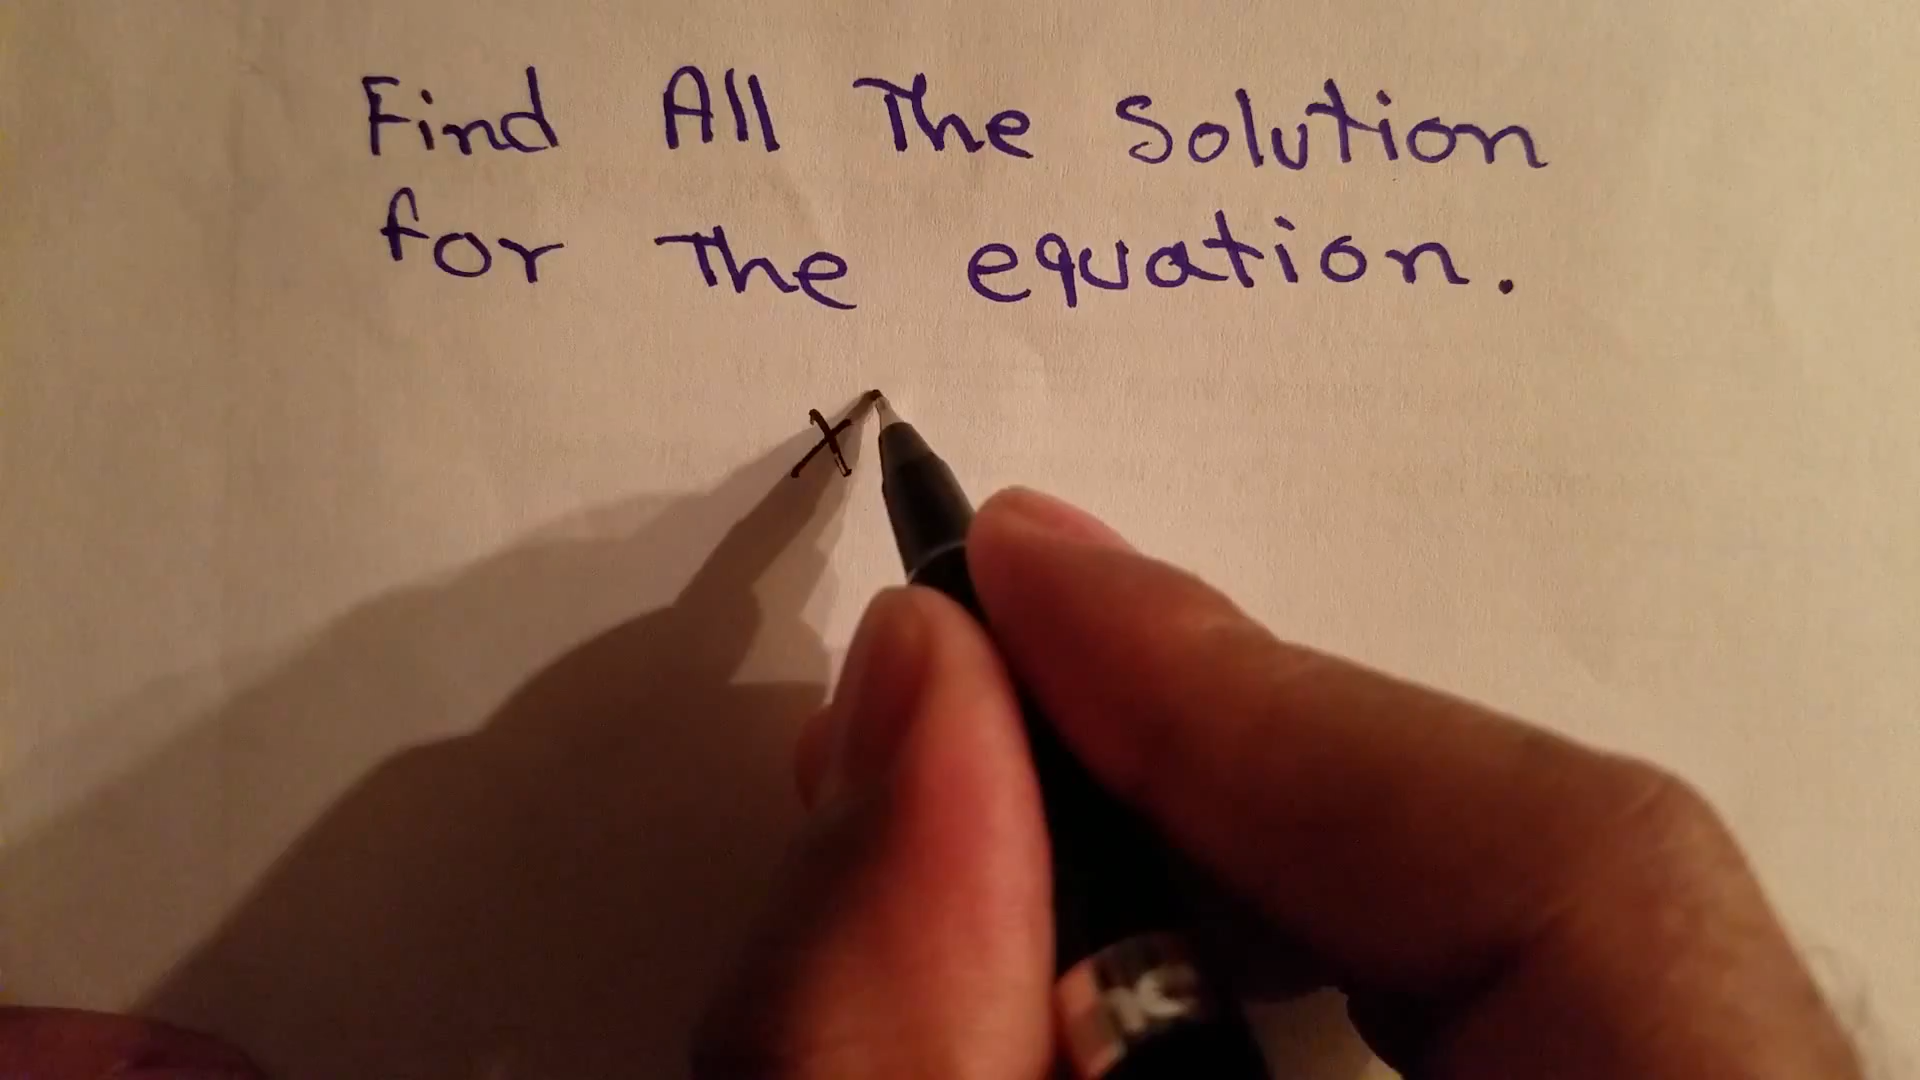 Find All The Solution
for The equation.
x